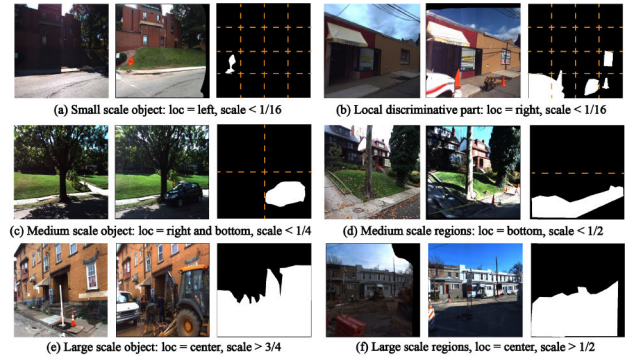 (a) Small scale object: loc = left, scale < 1/16
(b) Local discriminative part: loc = right, scale < 1/16
(c) Medium scale object: loc = right and bottom, scale < 1/4
(d) Medium scale regions: loc = bottom, scale < 1/2
(e) Large scale object: loc = center, scale > 3/4
(f) Large scale regions, loc = center, scale > 1/2